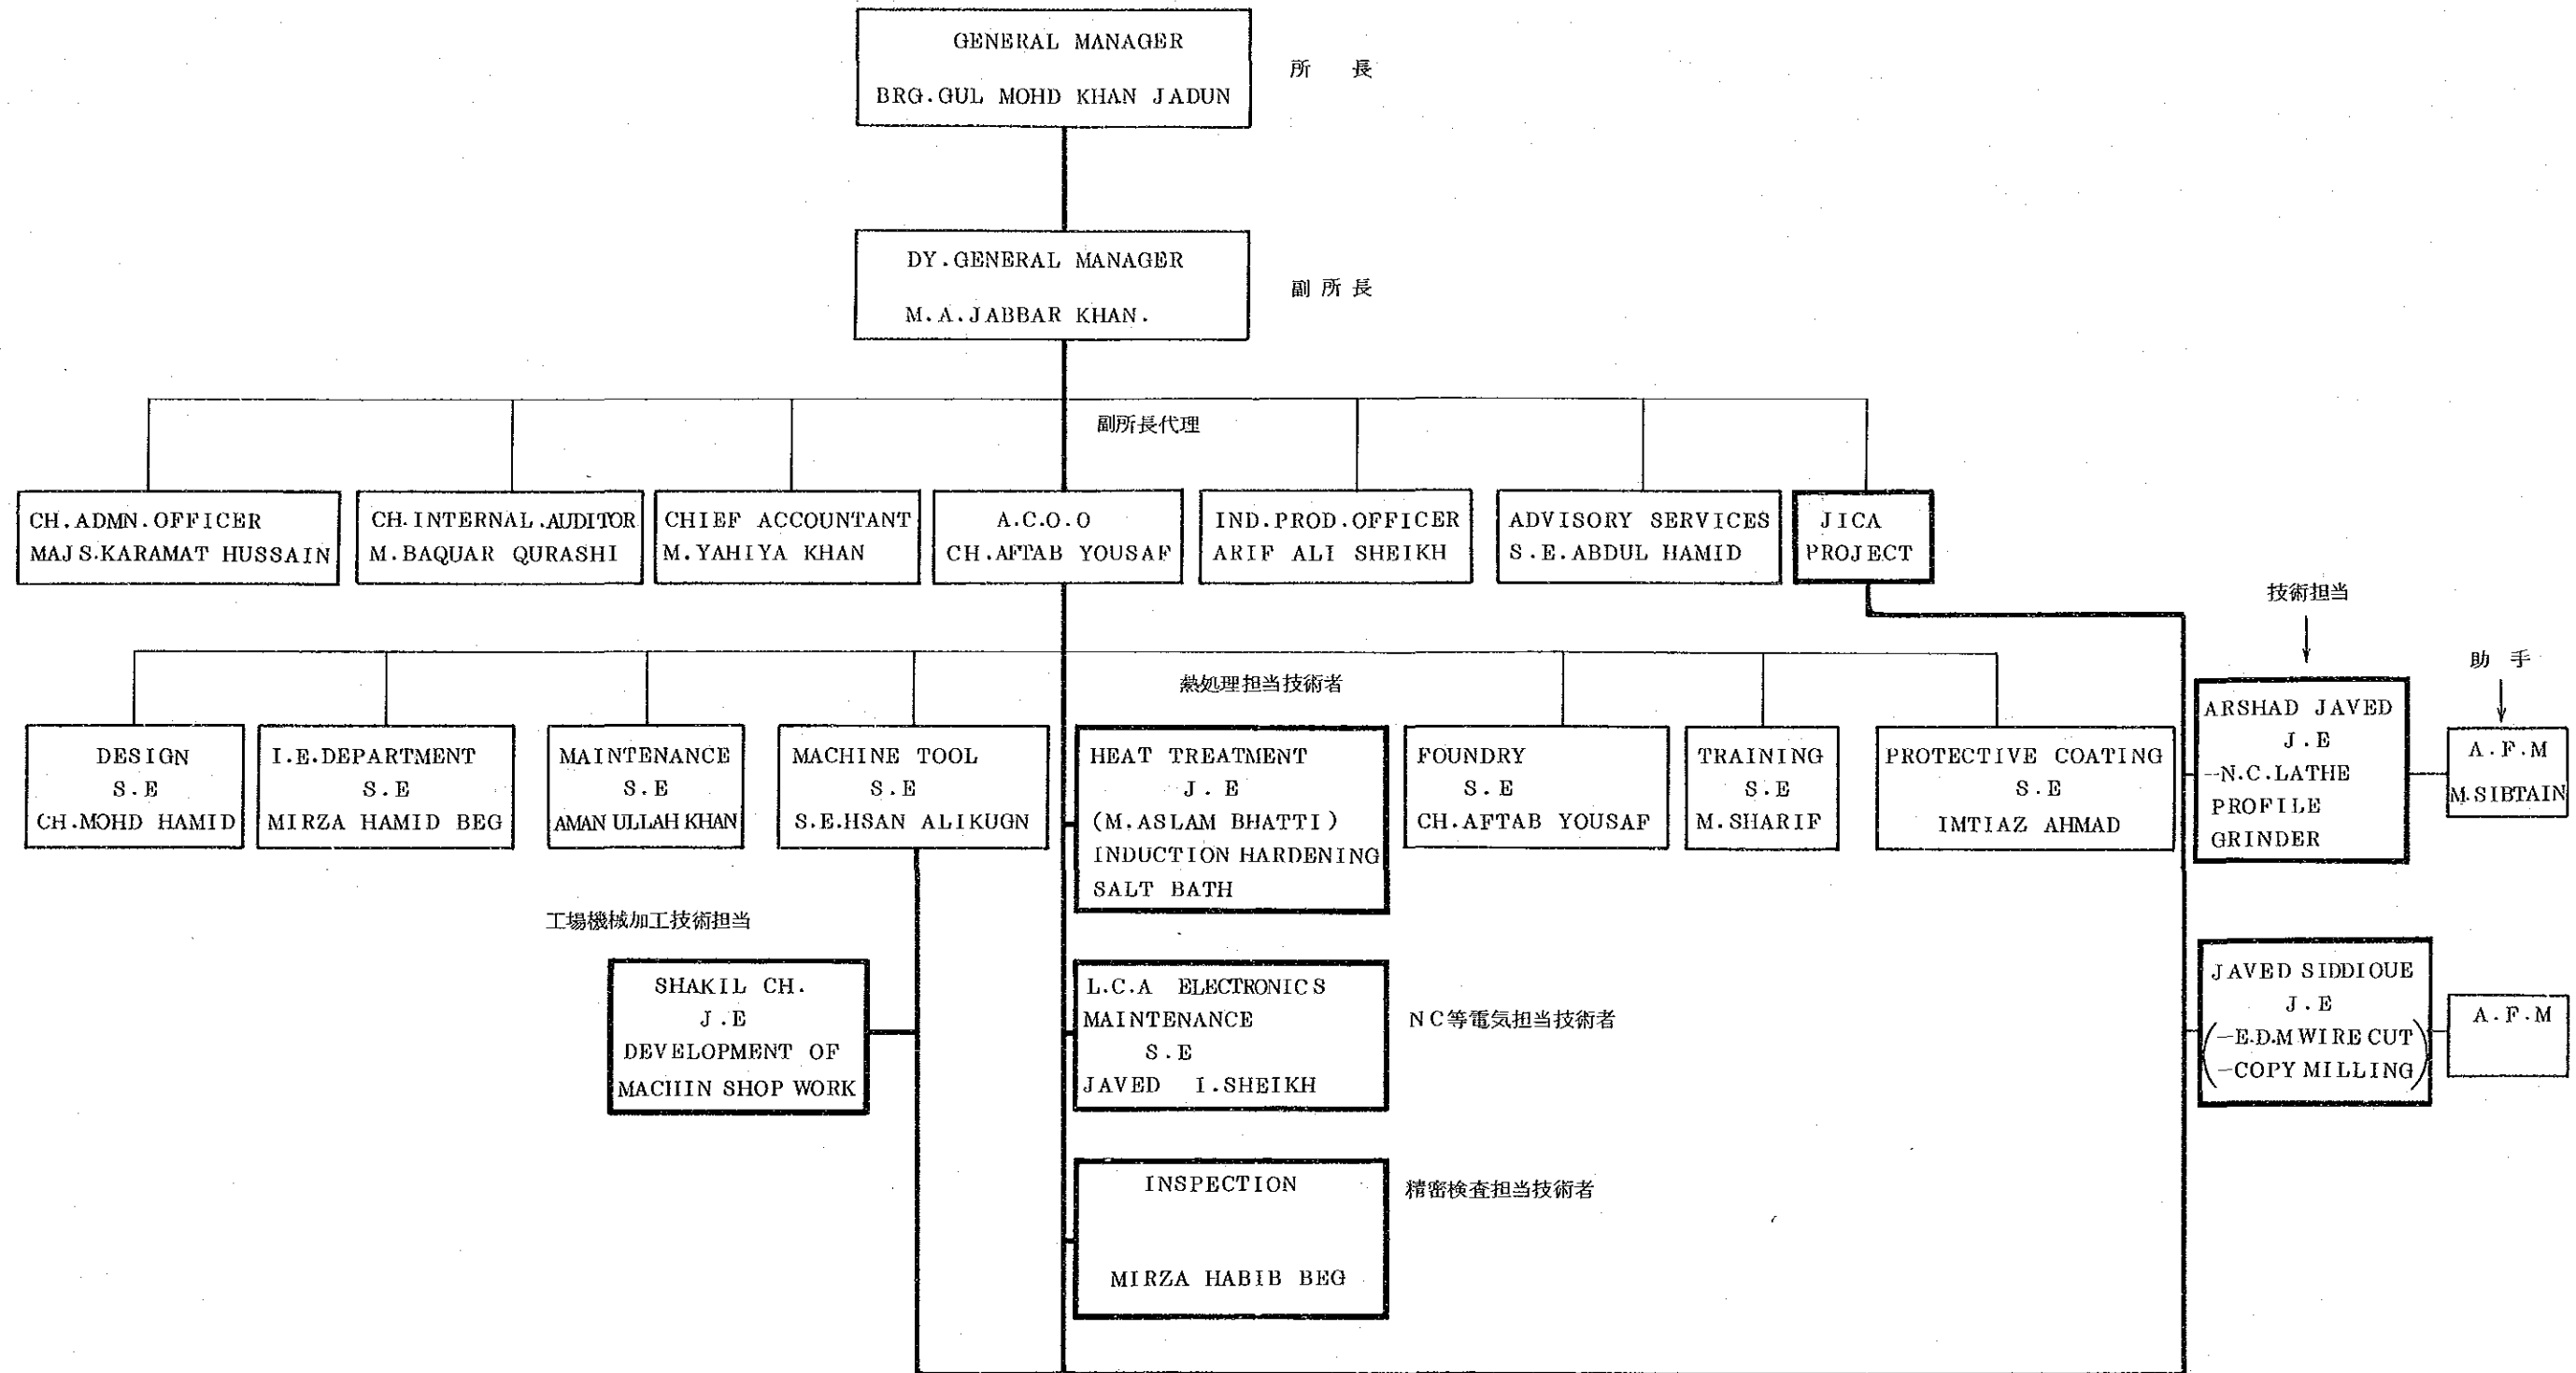 GENERAL MANAGER
BRG.GUL MOHD KHAN JADUN
所 長
DY.GENERAL MANAGER
M.A.JABBAR KHAN.
副所長
副所長代理
CH.ADMN.OFFICER
MAJ S.KARAMAT HUSSAIN
CH.INTERNAL.AUDITOR
M.BAQUAR QURASHI
CHIEF ACCOUNTANT
M.YAHIYA KHAN
A.C.O.O
CH.AFTAB YOUSAF
IND.PROD.OFFICER
ARIF ALI SHEIKH
ADVISORY SERVICES
S.E.ABDUL HAMID
JICA
PROJECT
技術担当
助 手
熱処理担当技術者
DESIGN
S.E
CH.MOHD HAMID
I.E.DEPARTMENT
S.E
MIRZA HAMID BEG
MAINTENANCE
S.E
AMAN ULLAH KHAN
MACHINE TOOL
S.E
S.E.HSAN ALIKUGN
HEAT TREATMENT
J.E
(M.ASLAM BHATTI)
INDUCTION HARDENING
SALT BATH
FOUNDRY
S.E
CH.AFTAB YOUSAF
TRAINING
S.E
M.SHARIF
PROTECTIVE COATING
S.E
IMTIAZ AHMAD
ARSHAD JAVED
J.E
-N.C.LATHE
PROFILE
GRINDER
A.F.M
M.SIBTAIN
工場機械加工技術担当
SHAKIL CH.
J.E
DEVELOPMENT OF
MACHIN SHOP WORK
L.C.A ELECTRONICS
MAINTENANCE
S.E
JAVED I.SHEIKH
NC等電気担当技術者
JAVED SIDDIOUE
J.E
(-E.D.M WIRE CUT
-COPY MILLING)
A.F.M
INSPECTION
MIRZA HABIB BEG
精密検査担当技術者